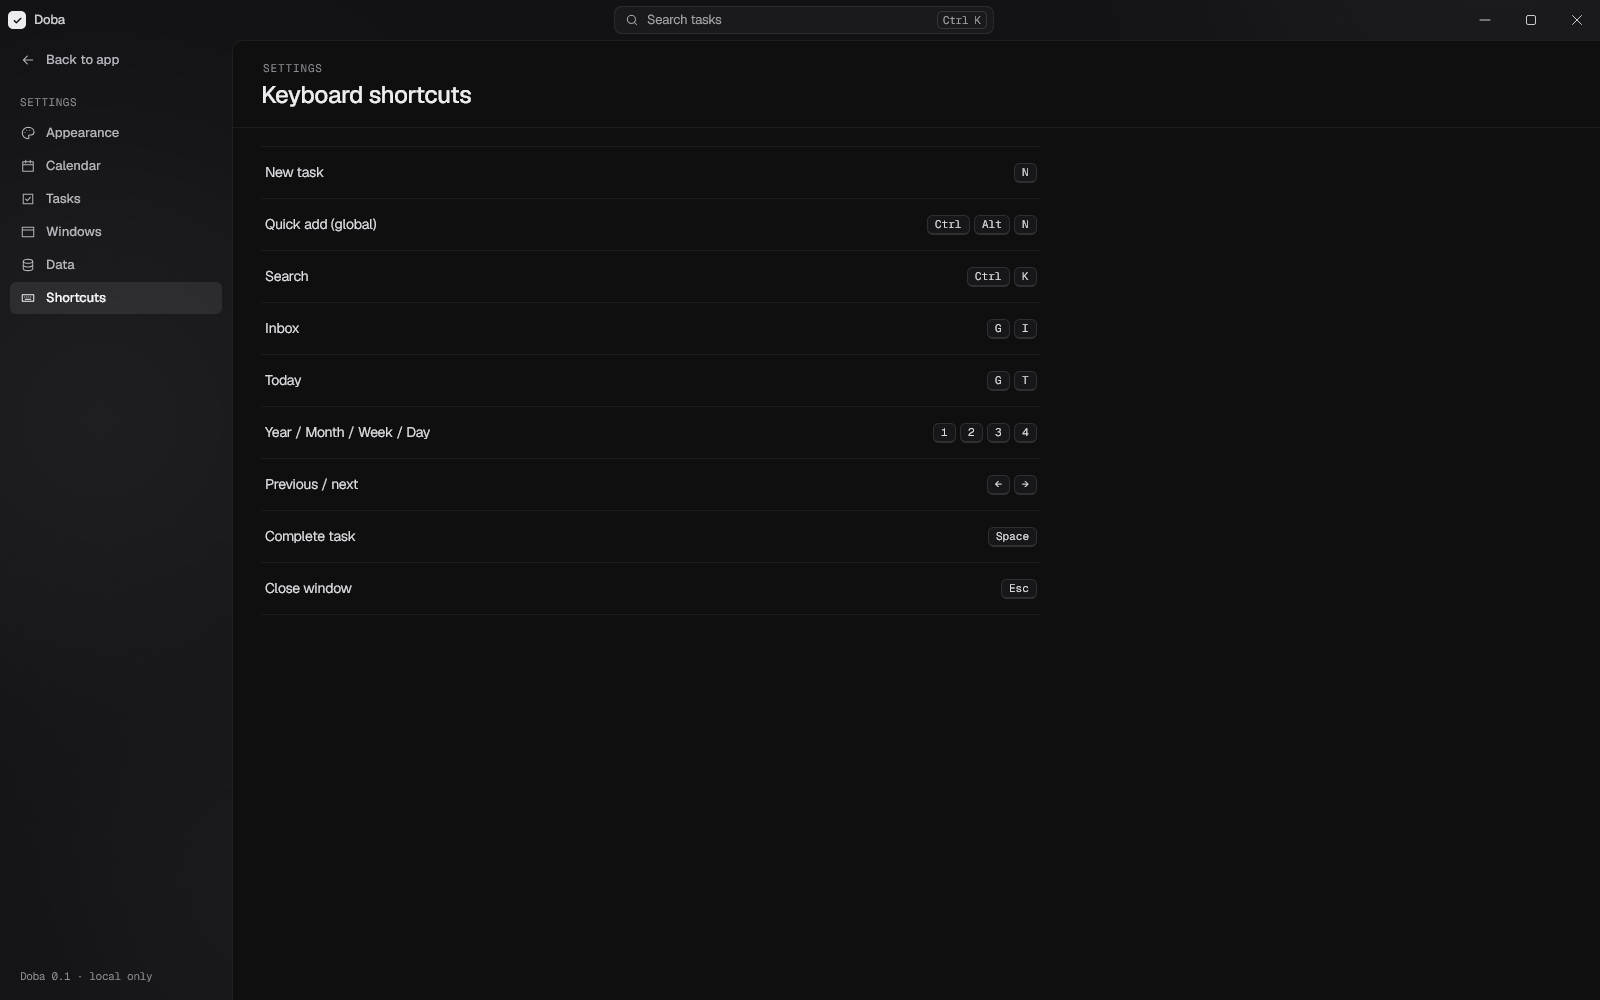 Doba
Search tasks Ctrl K
Back to app
SETTINGS
Appearance
Calendar
Tasks
Windows
Data
Shortcuts
Doba 0.1 · local only
SETTINGS
Keyboard shortcuts
New task N
Quick add (global) Ctrl Alt N
Search Ctrl K
Inbox G I
Today G T
Year / Month / Week / Day 1 2 3 4
Previous / next ← →
Complete task Space
Close window Esc